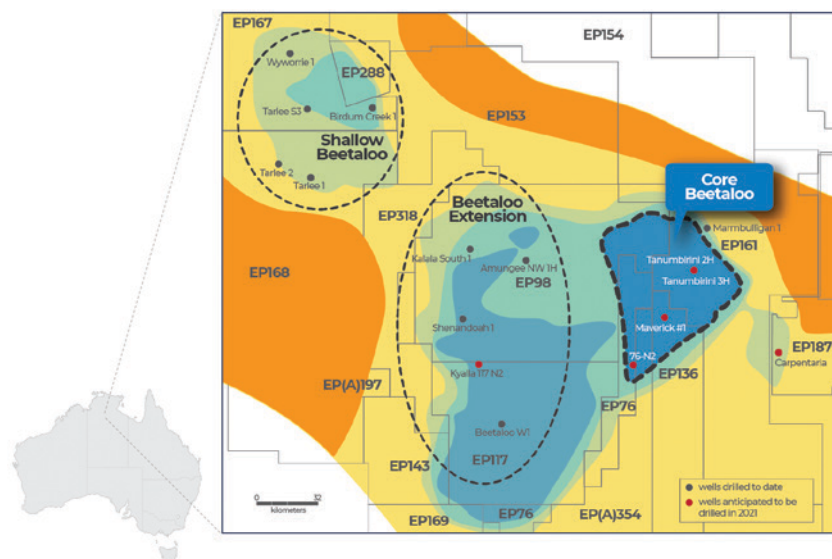 EP167
EP154
Wyworrie 1
EP288
Tarlee S3
Birdum Creek 1
EP153
Shallow
Beetaloo
Tarlee 2
Tarlee 1
Core
Beetaloo
Beetaloo
Extension
EP318
Marmbulligan 1
EP161
Kalala South 1
Amungee NW 1H
Tanumbirini 2H
EP168
EP98
Tanumbirini 3H
Shenandoah 1
Maverick #1
EP187
Carpentaria
Kyalla 117 N2
76-N2
EP136
EP(A)197
EP76
Beetaloo W1
EP143
EP117
EP169
EP76
EP(A)354
0 32
kilometers
wells drilled to
date
wells anticipated to be
drilled in 2021